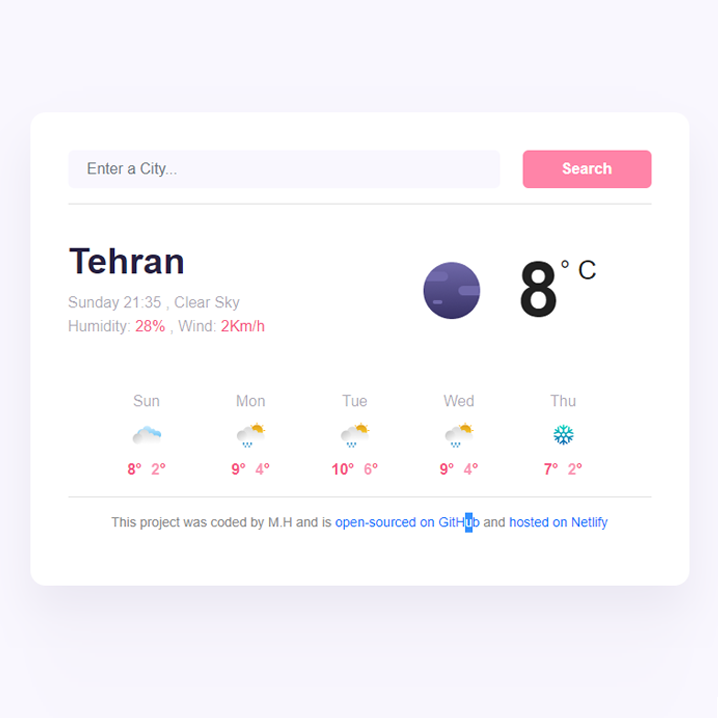 Enter a City... Search
Tehran
8 ° C
Sunday 21:35 , Clear Sky
Humidity: 28% , Wind: 2Km/h
Sun Mon Tue Wed Thu
8° 2° 9° 4° 10° 6° 9° 4° 7° 2°
This project was coded by M.H and is open-sourced on GitHub and hosted on Netlify